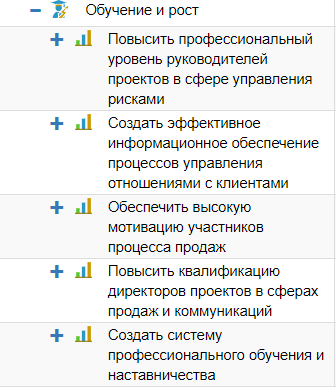 Обучение и рост
Повысить профессиональный
уровень руководителей
проектов в сфере управления
рисками
Создать эффективное
информационное обеспечение
процессов управления
отношениями с клиентами
Обеспечить высокую
мотивацию участников
процесса продаж
Повысить квалификацию
директоров проектов в сферах
продаж и коммуникаций
Создать систему
профессионального обучения и
наставничества